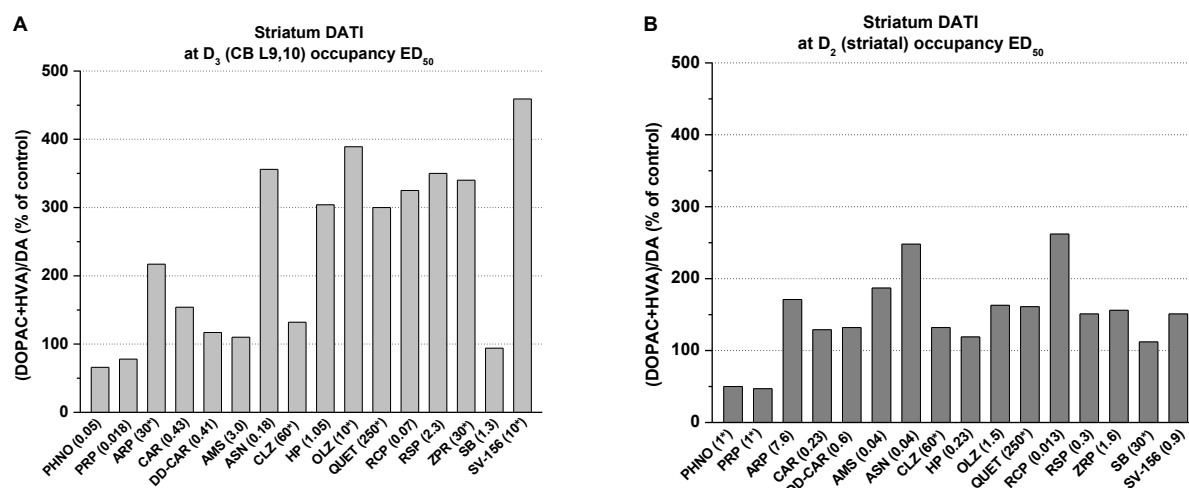 A
Striatum DATI
at D₃ (CB L9,10) occupancy ED₅₀
(DOPAC+HVA)/DA (% of control)
500
400
300
200
100
0
PHNO (0.05)
PRP (0.018)
ARP (30*)
CAR (0.43)
DD-CAR (0.41)
AMS (3.0)
ASN (0.18)
CLZ (60*)
HP (1.05)
OLZ (10*)
QUET (250*)
RCP (0.07)
RSP (2.3)
ZPR (30*)
SB (1.3)
SV-156 (10*)
B
Striatum DATI
at D₂ (striatal) occupancy ED₅₀
(DOPAC+HVA)/DA (% of control)
500
400
300
200
100
0
PHNO (1*)
PRP (1*)
ARP (7.6)
CAR (0.23)
DD-CAR (0.6)
AMS (0.04)
ASN (0.04)
CLZ (60*)
HP (0.23)
OLZ (1.5)
QUET (250*)
RCP (0.013)
RSP (0.3)
ZRP (1.6)
SB (30*)
SV-156 (0.9)